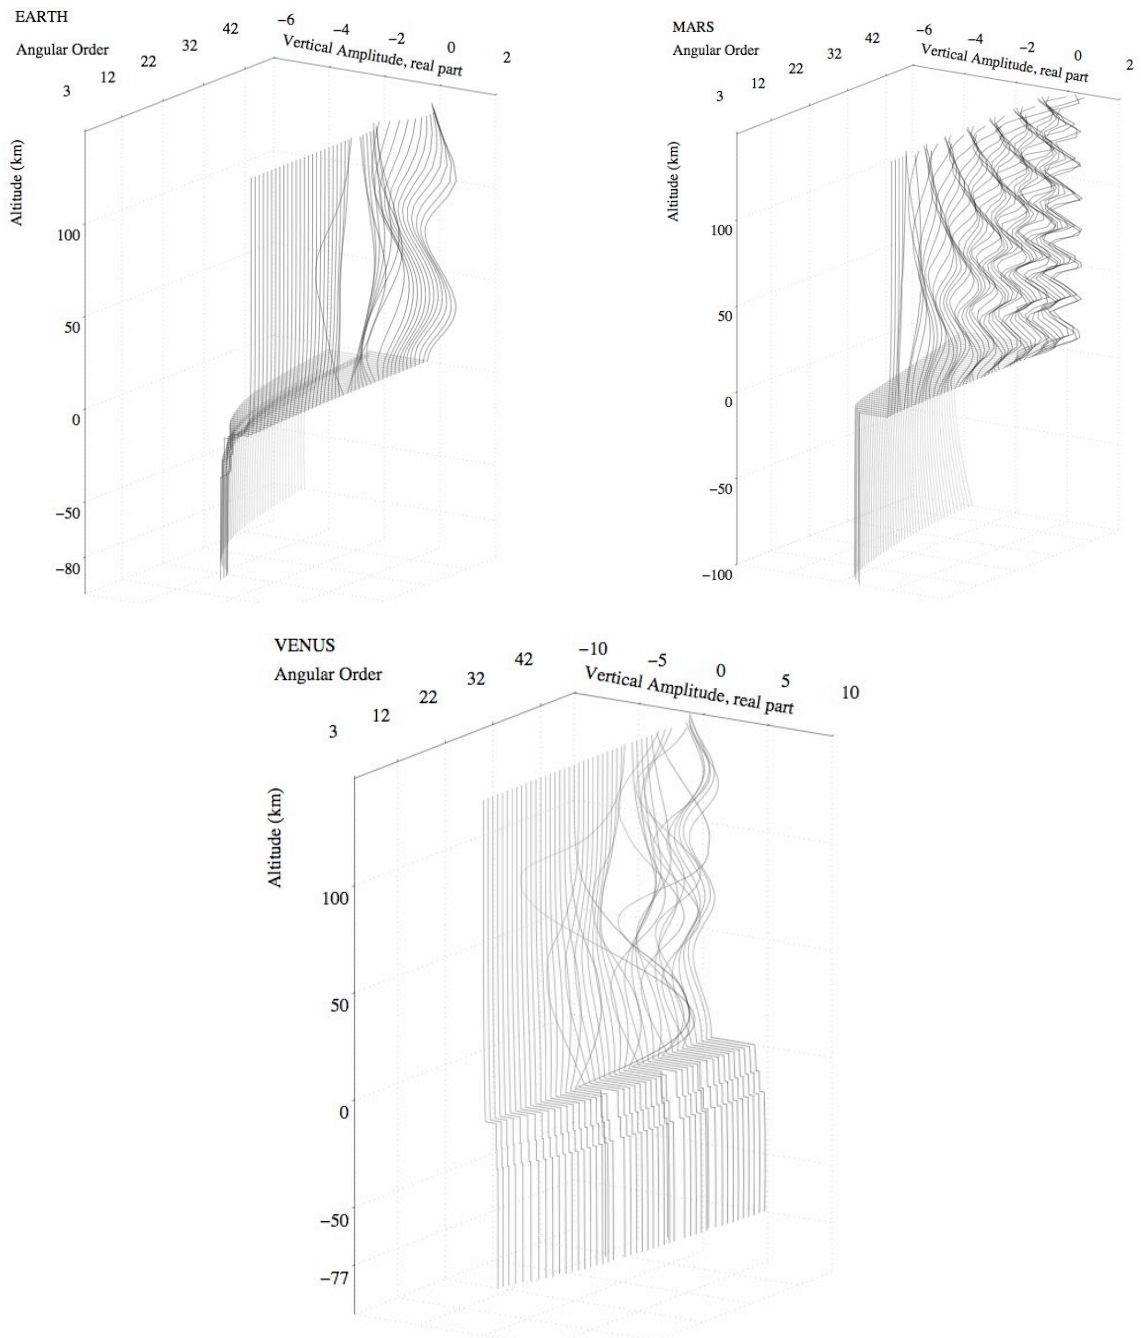 EARTH
Angular Order
3 12 22 32 42
−6 −4 −2 0 2
Vertical Amplitude, real part
Altitude (km)
100
50
0
−50
−80
MARS
Angular Order
3 12 22 32 42
−6 −4 −2 0 2
Vertical Amplitude, real part
Altitude (km)
100
50
0
−50
−100
VENUS
Angular Order
3 12 22 32 42
−10 −5 0 5 10
Vertical Amplitude, real part
Altitude (km)
100
50
0
−50
−77